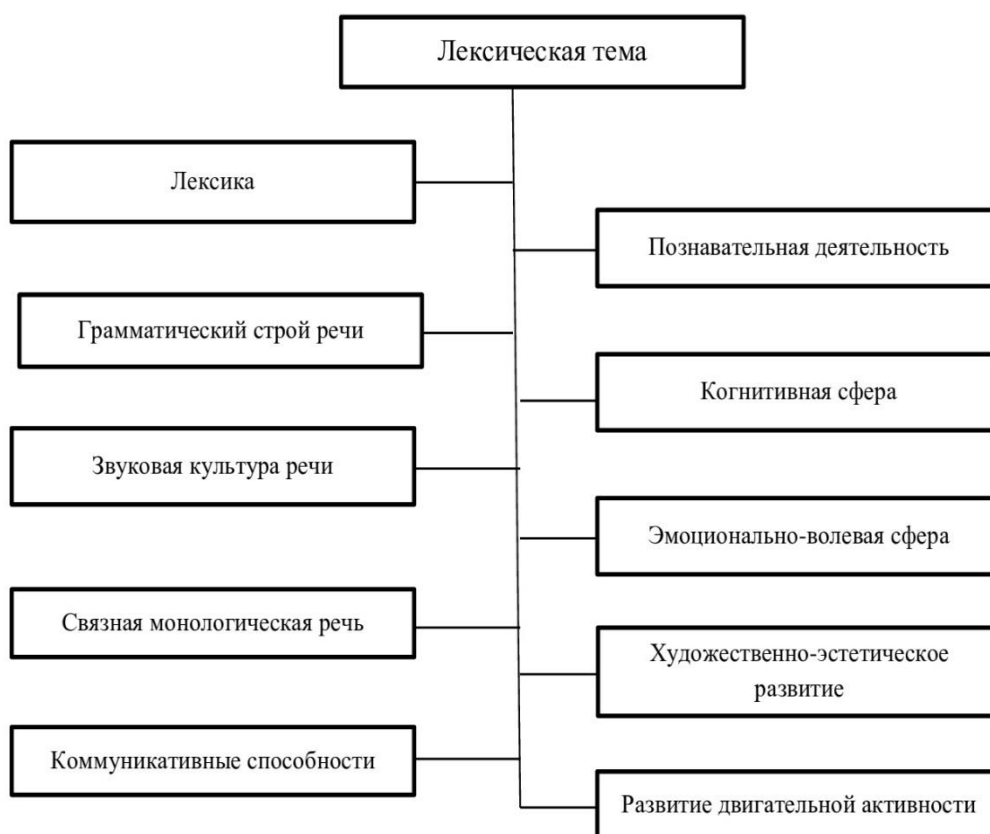 Лексическая тема
Лексика
Познавательная деятельность
Грамматический строй речи
Когнитивная сфера
Звуковая культура речи
Эмоционально-волевая сфера
Связная монологическая речь
Художественно-эстетическое
развитие
Коммуникативные способности
Развитие двигательной активности